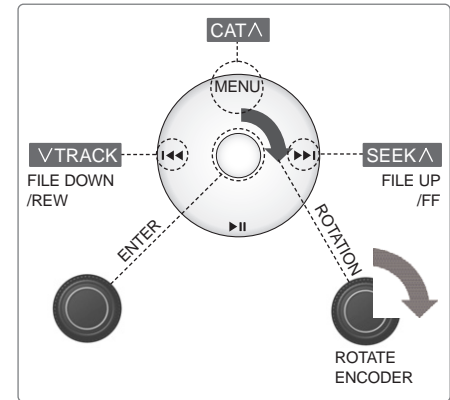 CAT∧
MENU
∨TRACK
SEEK∧
FILE DOWN
/REW
FILE UP
/FF
ENTER
ROTATION
ROTATE
ENCODER